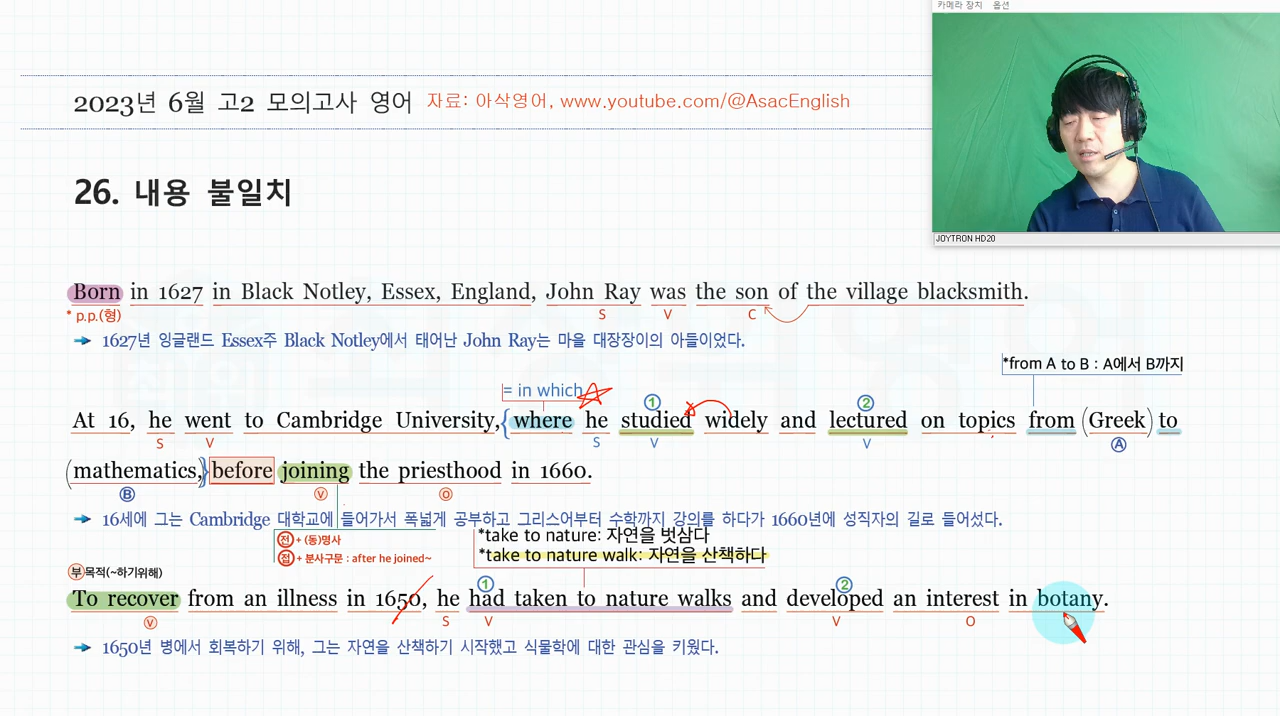 카메라 장치 옵션
JOYTRON HD20
2023년 6월 고2 모의고사 영어 자료: 아삭영어, www.youtube.com/@AsacEnglish
26. 내용 불일치
Born in 1627 in Black Notley, Essex, England, John Ray was the son of the village blacksmith.
* p.p.(형) S V C
1627년 잉글랜드 Essex주 Black Notley에서 태어난 John Ray는 마을 대장장이의 아들이었다.
*from A to B : A에서 B까지
= in which
① ②
At 16, he went to Cambridge University, {where he studied widely and lectured on topics from (Greek) to
S V S V V Ⓐ
(mathematics,} before joining the priesthood in 1660.
Ⓑ ⓥ ⓞ
16세에 그는 Cambridge 대학교에 들어가서 폭넓게 공부하고 그리스어부터 수학까지 강의를 하다가 1660년에 성직자의 길로 들어섰다.
전 + (동)명사
접 + 분사구문 : after he joined~
*take to nature: 자연을 벗삼다
*take to nature walk: 자연을 산책하다
부 목적(~하기위해)
① ②
To recover from an illness in 1650, he had taken to nature walks and developed an interest in botany.
ⓥ S V V O
1650년 병에서 회복하기 위해, 그는 자연을 산책하기 시작했고 식물학에 대한 관심을 키웠다.